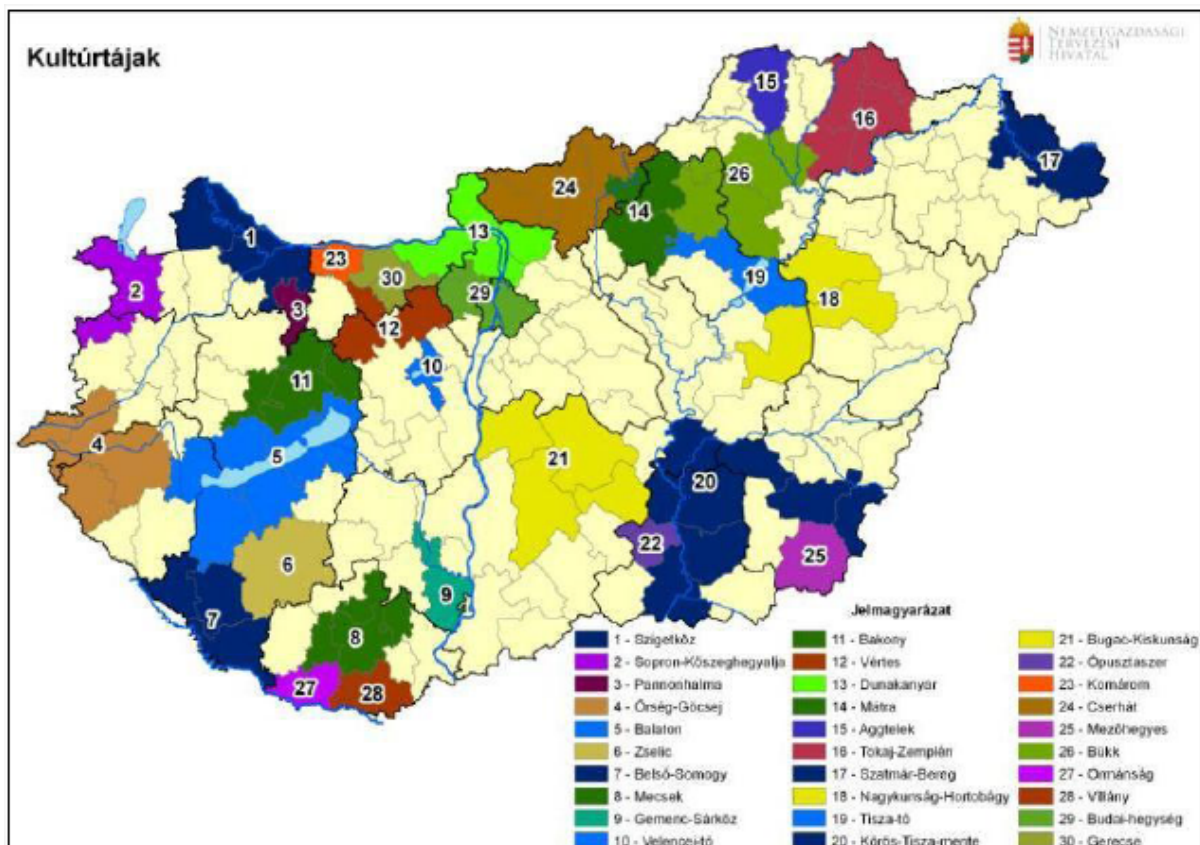 Kultúrtájak
NEMZETGAZDASÁGI
TERVEZÉSI
HIVATAL
15
16
17
24
26
14
13
1
23
30
2
3
29
19
18
12
10
11
4
5
21
20
22
25
6
9
7
8
27
28
Jelmagyarázat
1 - Szigetköz
2 - Sopron-Kőszeghegyalja
3 - Pannonhalma
4 - Őrség-Göcsej
5 - Balaton
6 - Zselic
7 - Belső-Somogy
8 - Mecsek
9 - Gemenc-Sárköz
10 - Velencei-tó
11 - Bakony
12 - Vértes
13 - Dunakanyar
14 - Mátra
15 - Aggtelek
16 - Tokaj-Zemplén
17 - Szatmár-Bereg
18 - Nagykunság-Hortobágy
19 - Tisza-tó
20 - Körös-Tisza-mente
21 - Bugac-Kiskunság
22 - Ópusztaszer
23 - Komárom
24 - Cserhát
25 - Mezőhegyes
26 - Bükk
27 - Ormánság
28 - Villány
29 - Budai-hegység
30 - Gerecse